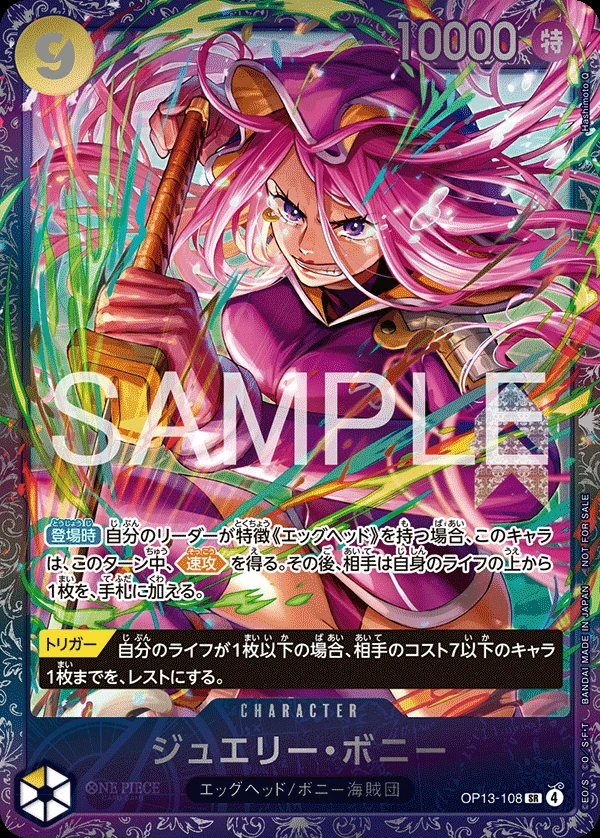 9
10000 特
Hashimoto Q
SAMPLE
登場時 自分のリーダーが特徴《エッグヘッド》を持つ場合、このキャラ
は、このターン中、速攻を得る。その後、相手は自身のライフの上から
1枚を、手札に加える。
トリガー 自分のライフが1枚以下の場合、相手のコスト7以下のキャラ
1枚までを、レストにする。
CHARACTER
ジュエリー・ボニー
エッグヘッド/ボニー海賊団
ONE PIECE
CARD GAME
OP13-108 SR 4
©E.O/S. ©O., S・F・T BANDAI MADE IN JAPAN NOT FOR SALE